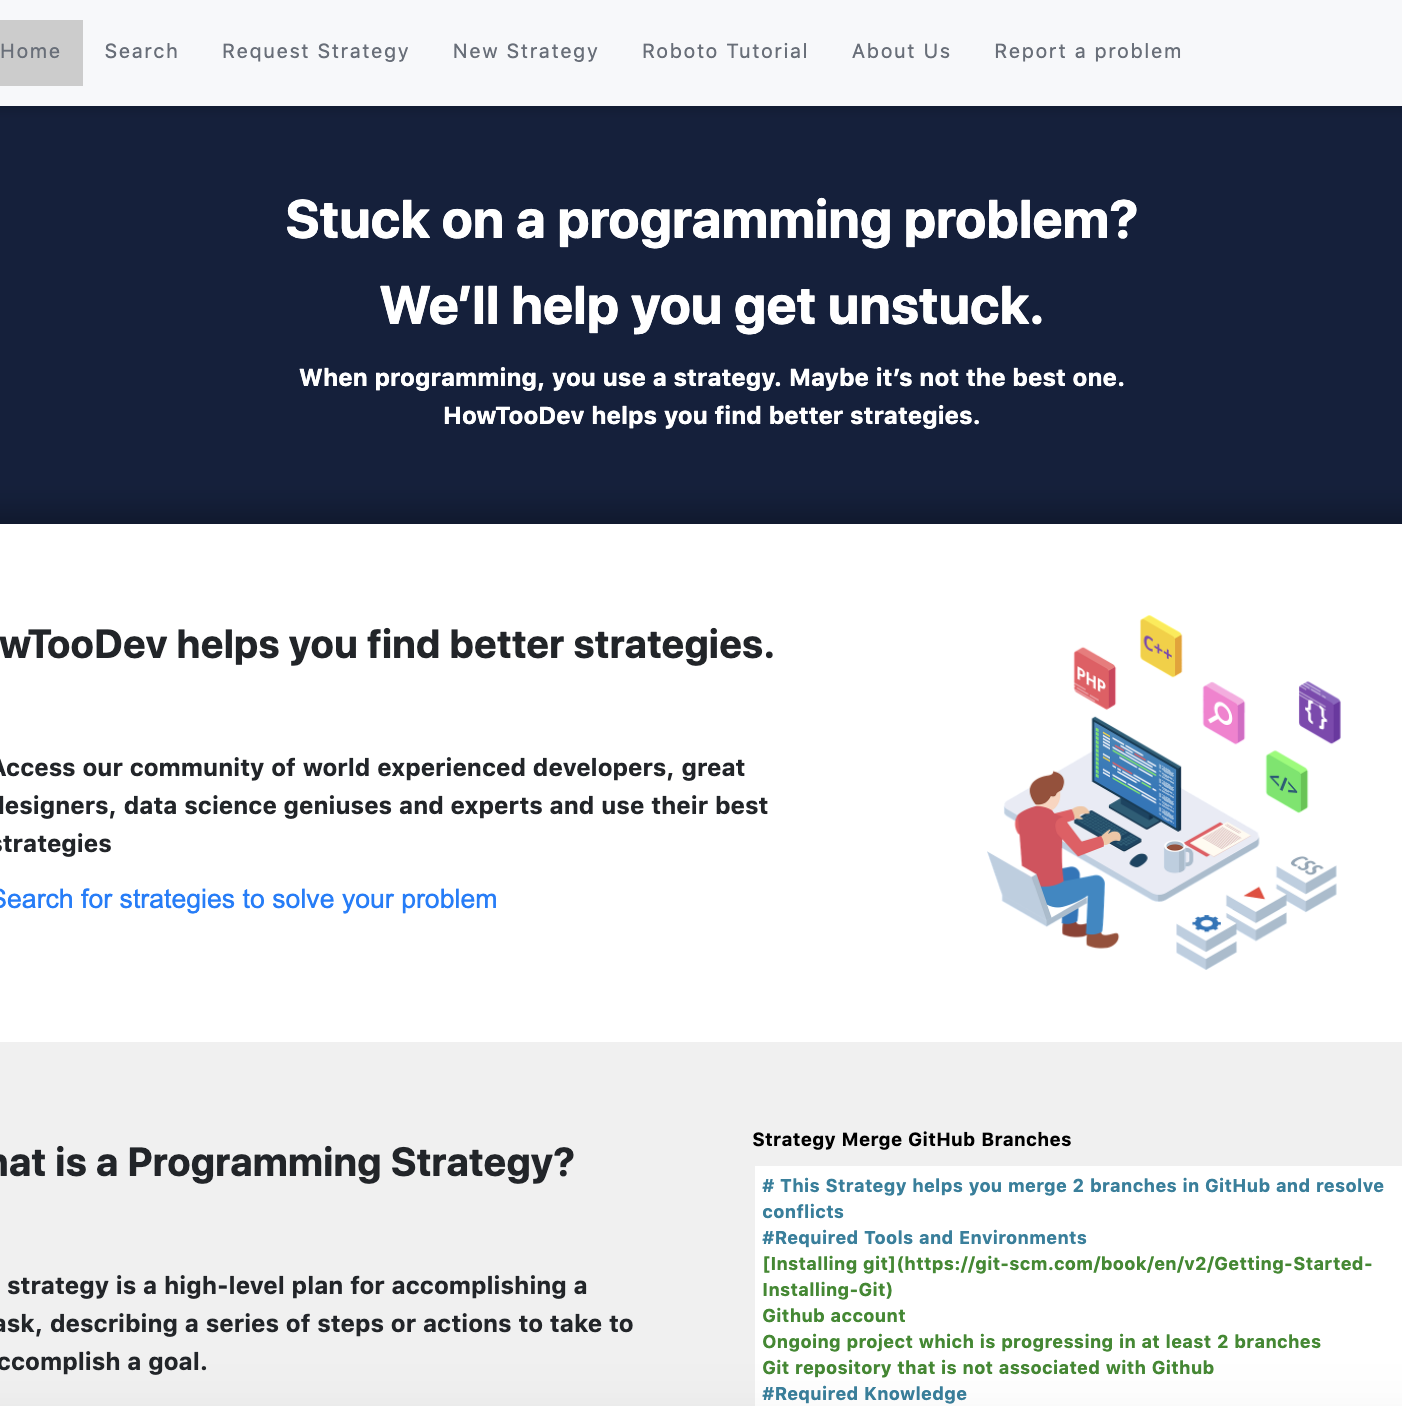 Home Search Request Strategy New Strategy Roboto Tutorial About Us Report a problem
Stuck on a programming problem?
We’ll help you get unstuck.
When programming, you use a strategy. Maybe it’s not the best one.
HowTooDev helps you find better strategies.
wTooDev helps you find better strategies.
Access our community of world experienced developers, great
designers, data science geniuses and experts and use their best
strategies
Search for strategies to solve your problem
PHP
C++
{}
</>
CSS
hat is a Programming Strategy?
strategy is a high-level plan for accomplishing a
ask, describing a series of steps or actions to take to
ccomplish a goal.
Strategy Merge GitHub Branches
# This Strategy helps you merge 2 branches in GitHub and resolve
conflicts
#Required Tools and Environments
[Installing git](https://git-scm.com/book/en/v2/Getting-Started-
Installing-Git)
Github account
Ongoing project which is progressing in at least 2 branches
Git repository that is not associated with Github
#Required Knowledge